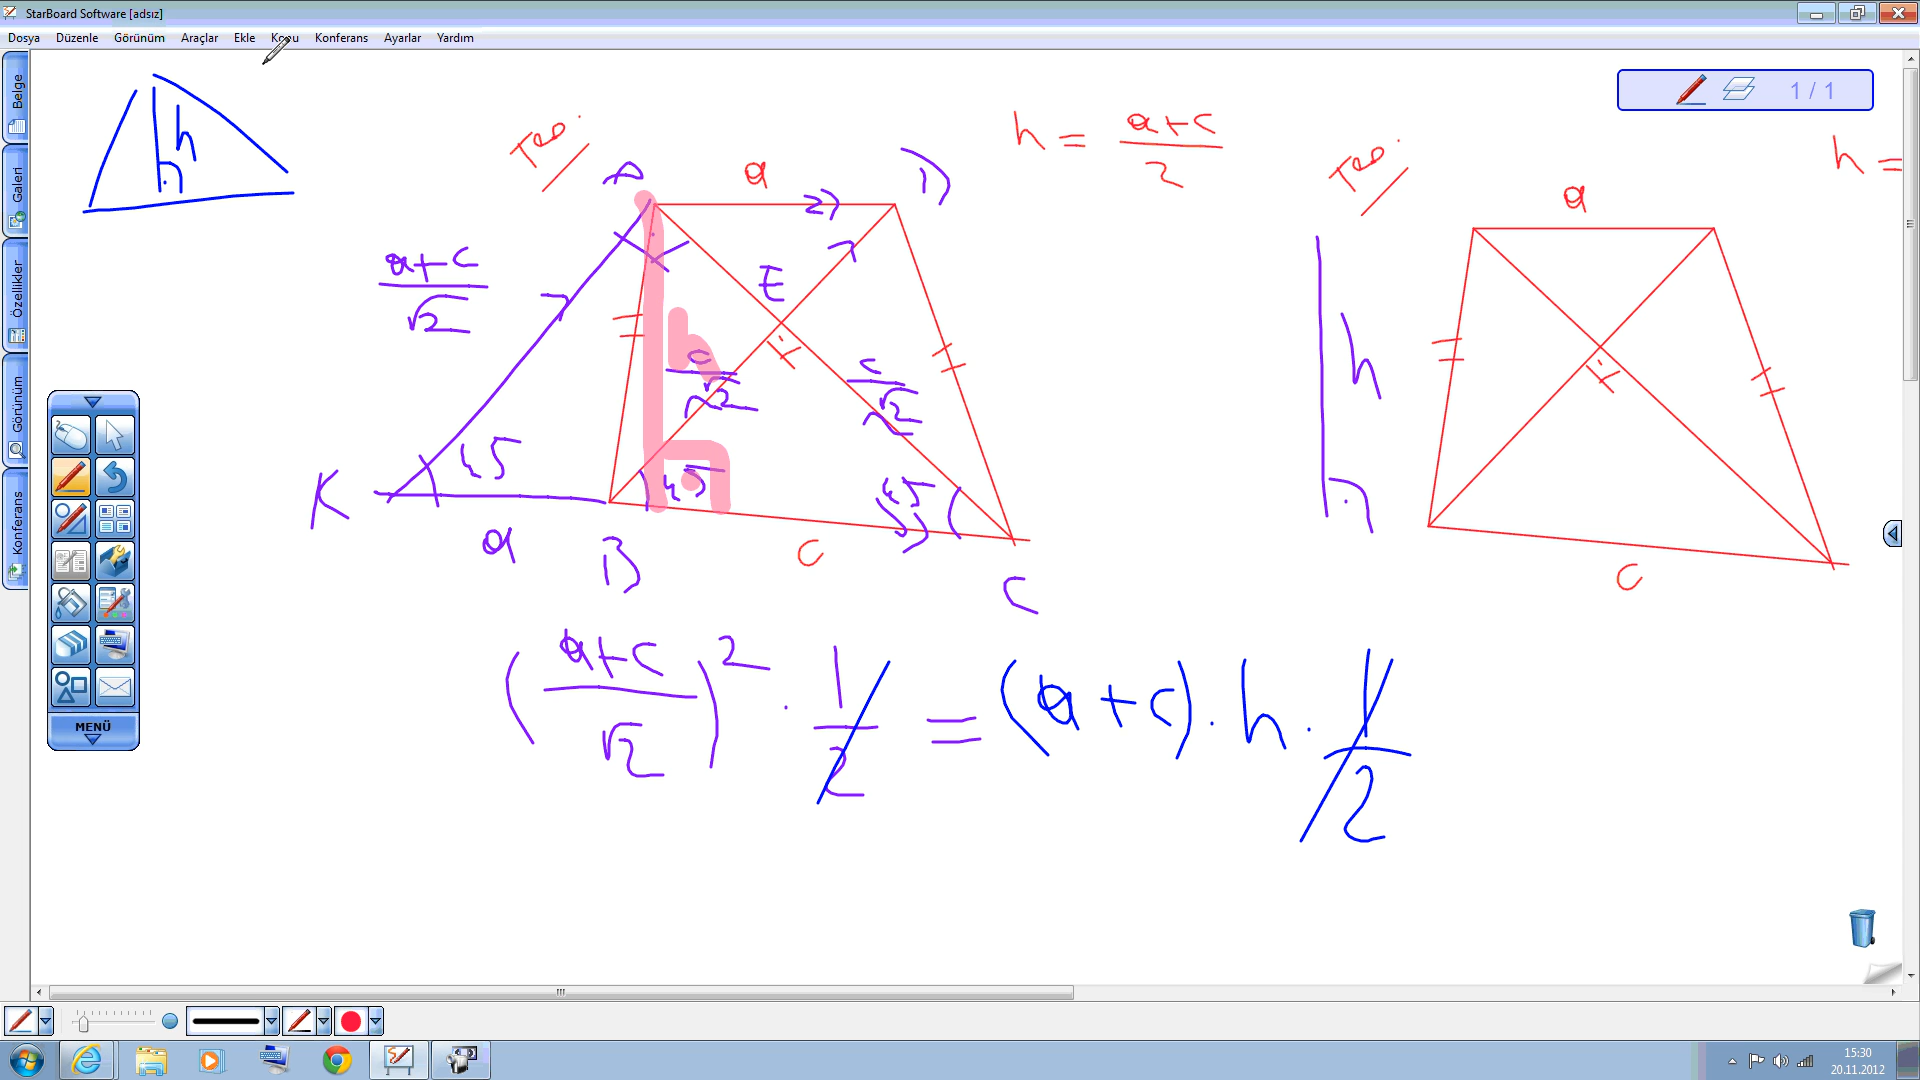 StarBoard Software [adsız]
Dosya Düzenle Görünüm Araçlar Ekle Konu Konferans Ayarlar Yardım
Belge
Galeri
Özellikler
Görünüm
Konferans
1 / 1
h
Teo.
A
a
D
h = a+c / 2
Teo.
h =
a
a+c / √2
E
h
c / √2
c / √2
h
K
45
45
45
a
B
c
C
c
(a+c / √2)² · 1/2 = (a+c) · h · 1/2
MENÜ
15:30
20.11.2012